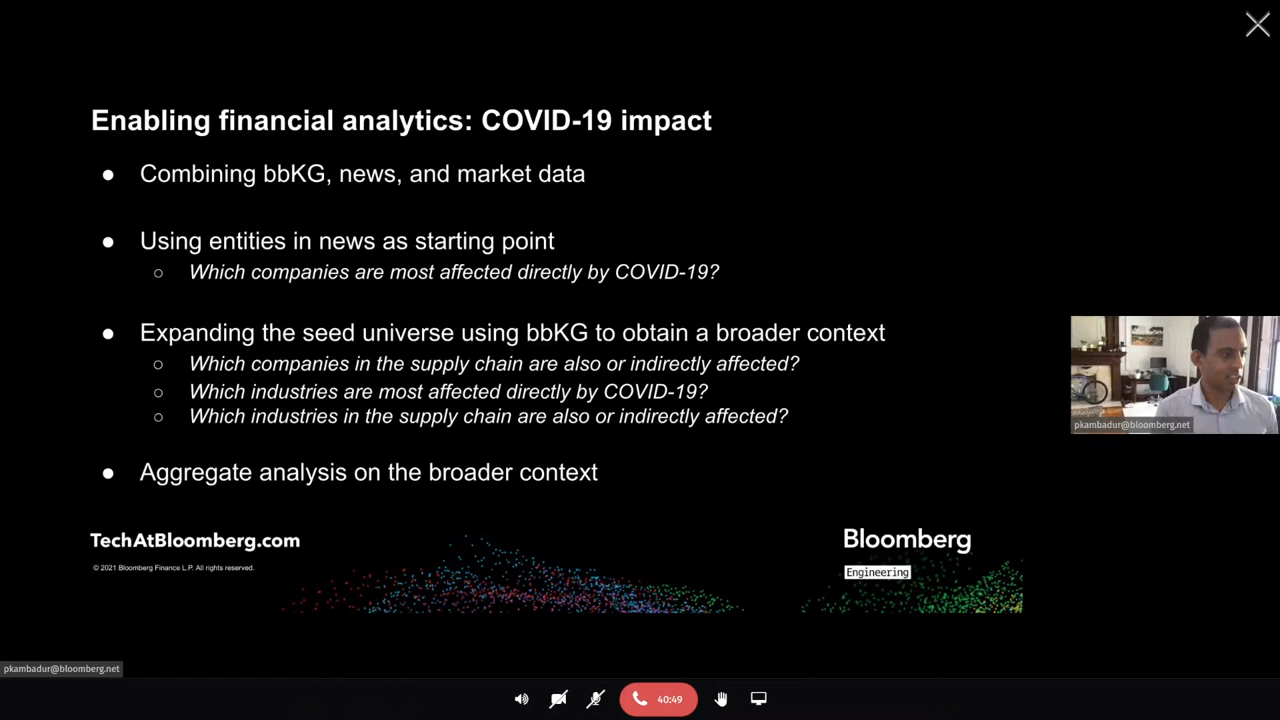 Enabling financial analytics: COVID-19 impact
● Combining bbKG, news, and market data
● Using entities in news as starting point
○ Which companies are most affected directly by COVID-19?
● Expanding the seed universe using bbKG to obtain a broader context
○ Which companies in the supply chain are also or indirectly affected?
○ Which industries are most affected directly by COVID-19?
○ Which industries in the supply chain are also or indirectly affected?
● Aggregate analysis on the broader context
TechAtBloomberg.com
© 2021 Bloomberg Finance L.P. All rights reserved.
Bloomberg
Engineering
pkambadur@bloomberg.net
pkambadur@bloomberg.net
40:49